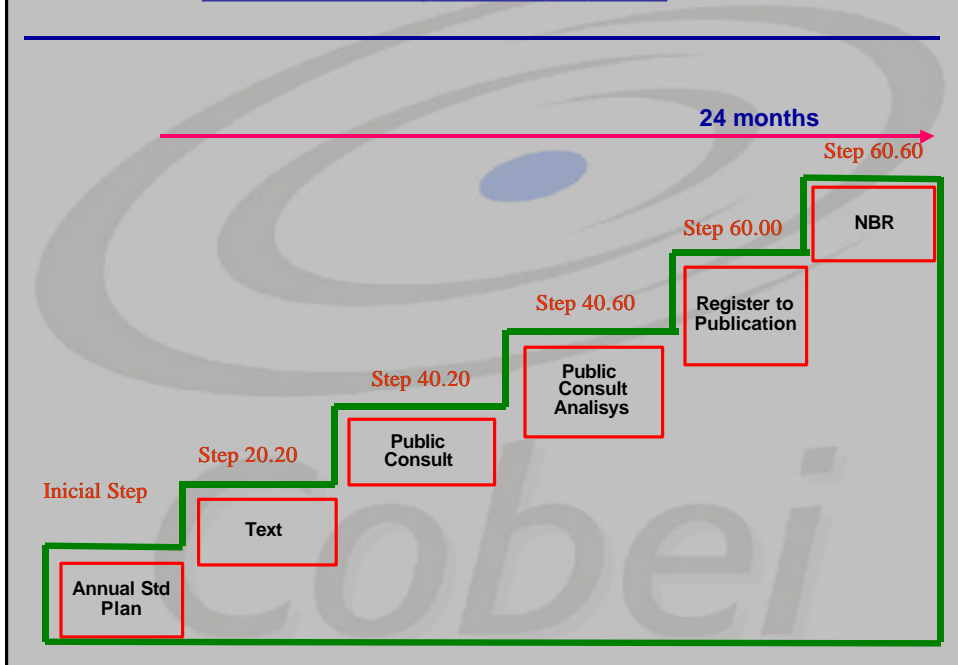 24 months
Step 60.60
NBR
Step 60.00
Register to
Publication
Step 40.60
Public
Consult
Analisys
Step 40.20
Public
Consult
Step 20.20
Text
Inicial Step
Annual Std
Plan
Cobei